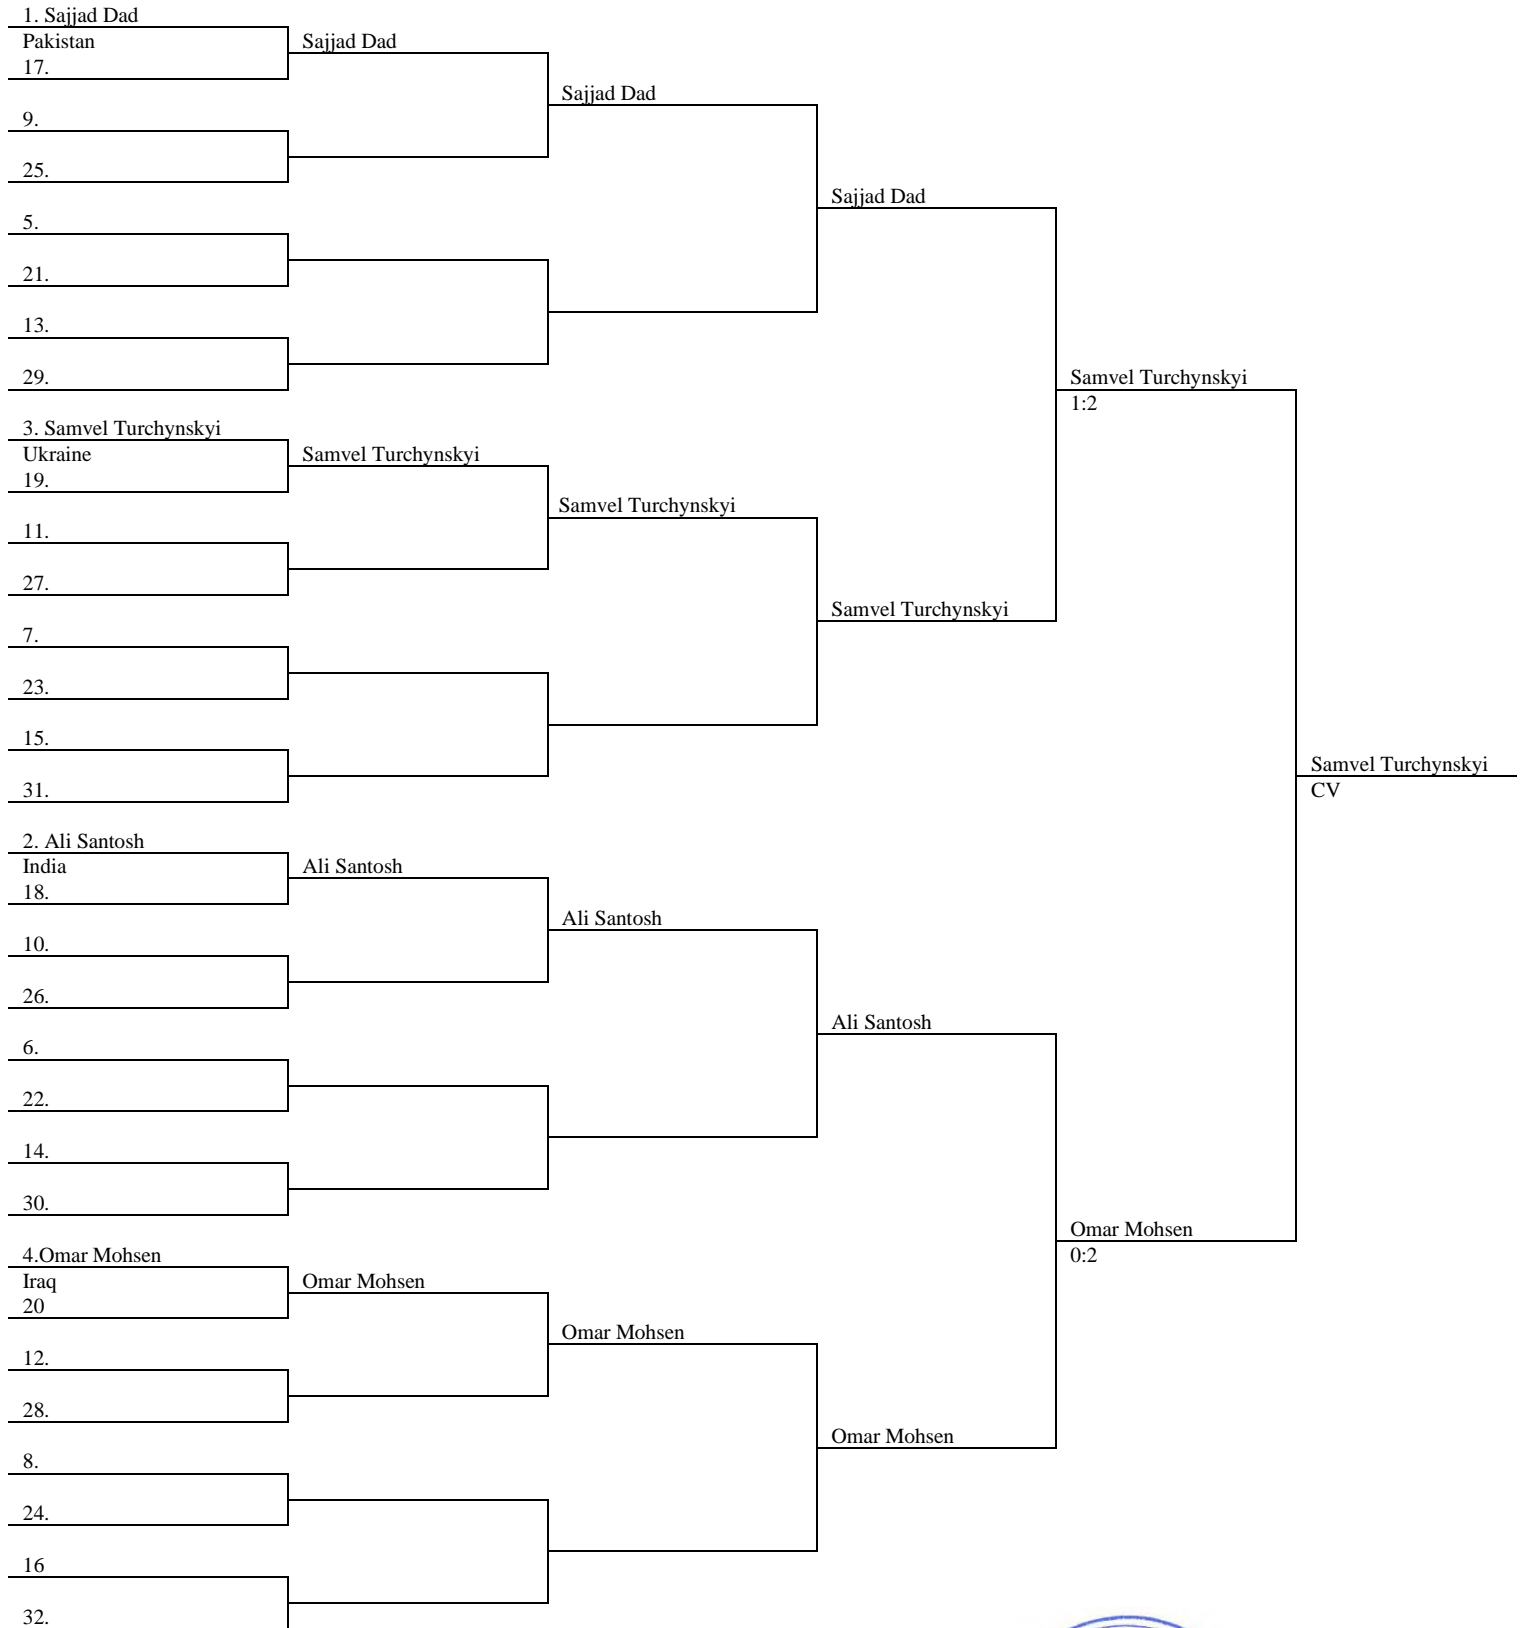 1. Sajjad Dad
Pakistan
Sajjad Dad
17.
Sajjad Dad
9.
25.
Sajjad Dad
5.
21.
13.
29.
Samvel Turchynskyi
1:2
3. Samvel Turchynskyi
Ukraine
Samvel Turchynskyi
19.
Samvel Turchynskyi
11.
27.
Samvel Turchynskyi
7.
23.
15.
31.
Samvel Turchynskyi
CV
2. Ali Santosh
India
Ali Santosh
18.
Ali Santosh
10.
26.
Ali Santosh
6.
22.
14.
30.
Omar Mohsen
0:2
4.Omar Mohsen
Iraq
Omar Mohsen
20
Omar Mohsen
12.
28.
Omar Mohsen
8.
24.
16
32.